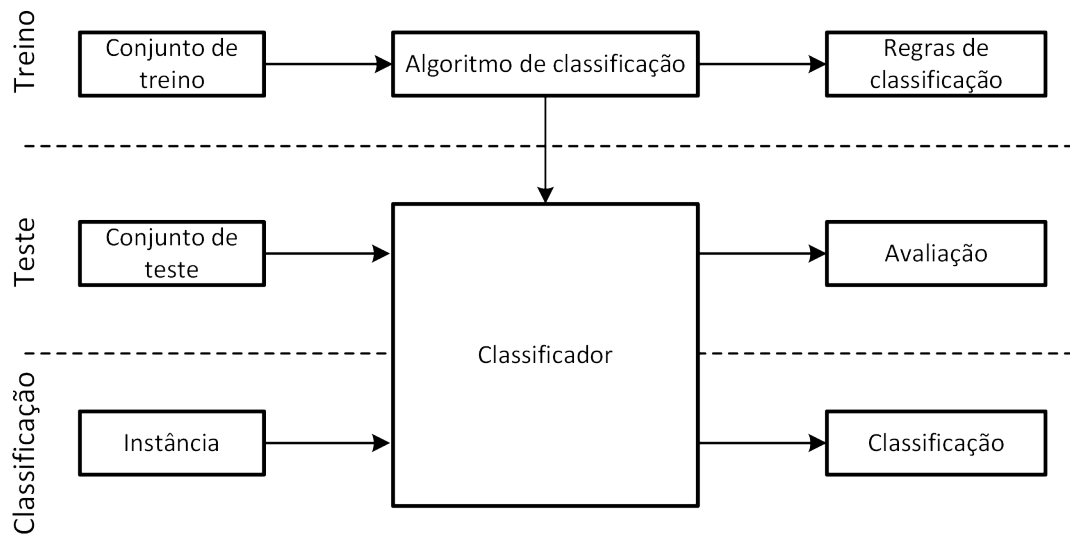 Treino
Conjunto de
treino
Algoritmo de classificação
Regras de
classificação
Teste
Conjunto de
teste
Avaliação
Classificador
Classificação
Instância
Classificação